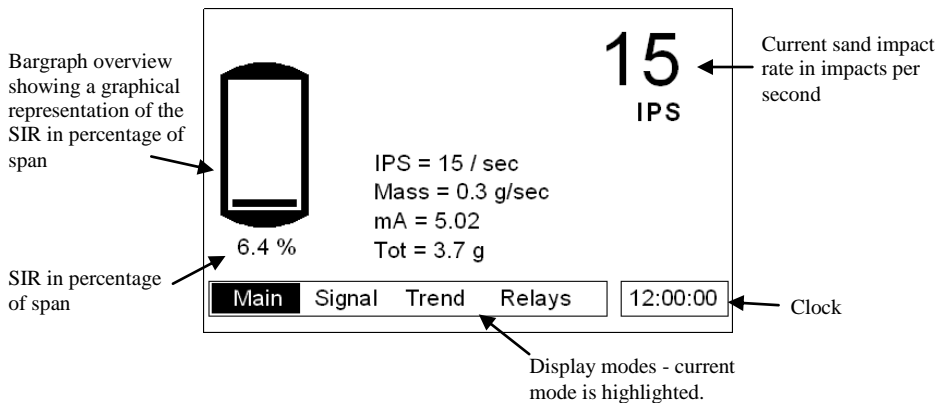 Bargraph overview
showing a graphical
representation of the
SIR in percentage of
span
SIR in percentage
of span
15
IPS
IPS = 15 / sec
Mass = 0.3 g/sec
mA = 5.02
Tot = 3.7 g
6.4 %
Main Signal Trend Relays 12:00:00
Current sand impact
rate in impacts per
second
Clock
Display modes - current
mode is highlighted.